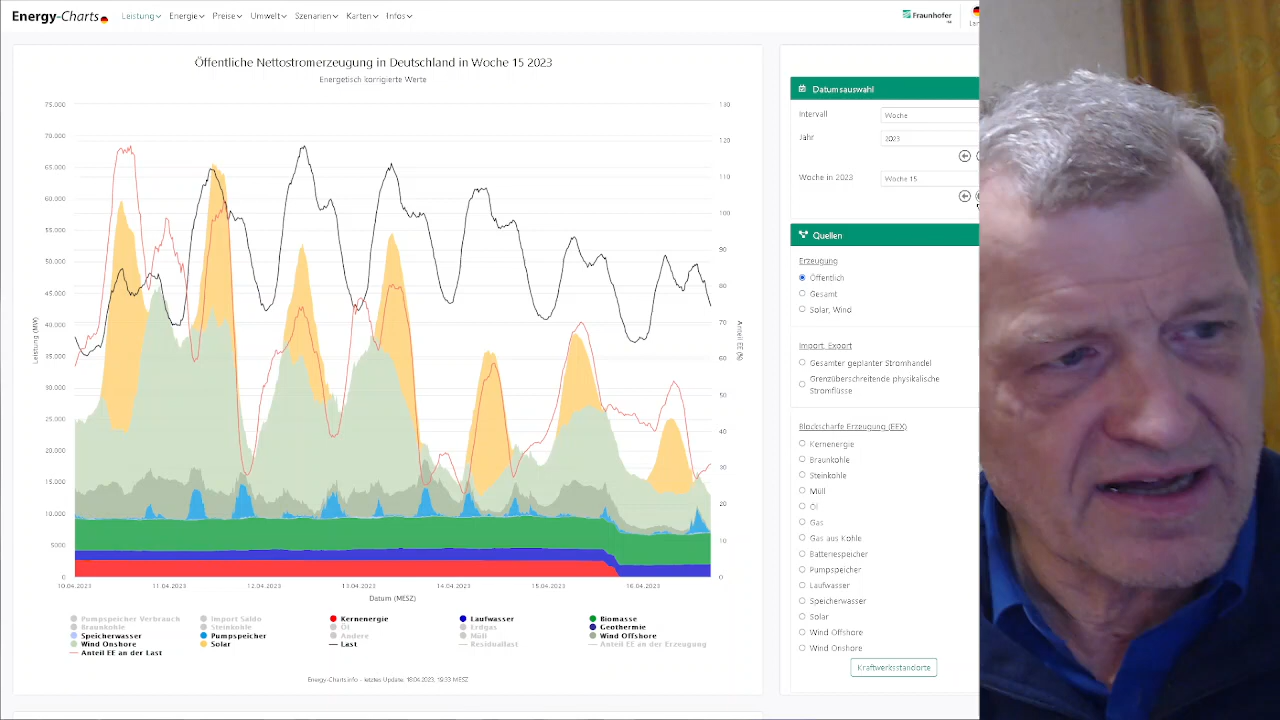 Energy-Charts
Leistung Energie Preise Umwelt Szenarien Karten Infos
Fraunhofer
Öffentliche Nettostromerzeugung in Deutschland in Woche 15 2023
Energetisch korrigierte Werte
75.000
70.000
65.000
60.000
55.000
50.000
45.000
40.000
35.000
30.000
25.000
20.000
15.000
10.000
5000
0
Leistung (MW)
130
120
110
100
90
80
70
60
50
40
30
20
10
0
Anteil EE (%)
10.04.2023 11.04.2023 12.04.2023 13.04.2023 14.04.2023 15.04.2023 16.04.2023
Datum (MESZ)
Pumpspeicher Verbrauch Import Saldo Kernenergie Laufwasser Biomasse
Braunkohle Steinkohle Öl Erdgas Geothermie
Speicherwasser Pumpspeicher Andere Müll Wind Offshore
Wind Onshore Solar Last Residuallast Anteil EE an der Erzeugung
Anteil EE an der Last
Energy-Charts.info - letztes Update: 18.04.2023, 19:33 MESZ
Datumsauswahl
Intervall Woche
Jahr 2023
Woche in 2023 Woche 15
Quellen
Erzeugung
Öffentlich
Gesamt
Solar, Wind
Import, Export
Gesamter geplanter Stromhandel
Grenzüberschreitende physikalische
Stromflüsse
Blockscharfe Erzeugung (EEX)
Kernenergie
Braunkohle
Steinkohle
Müll
Öl
Gas
Gas aus Kohle
Batteriespeicher
Pumpspeicher
Laufwasser
Speicherwasser
Solar
Wind Offshore
Wind Onshore
Kraftwerksstandorte